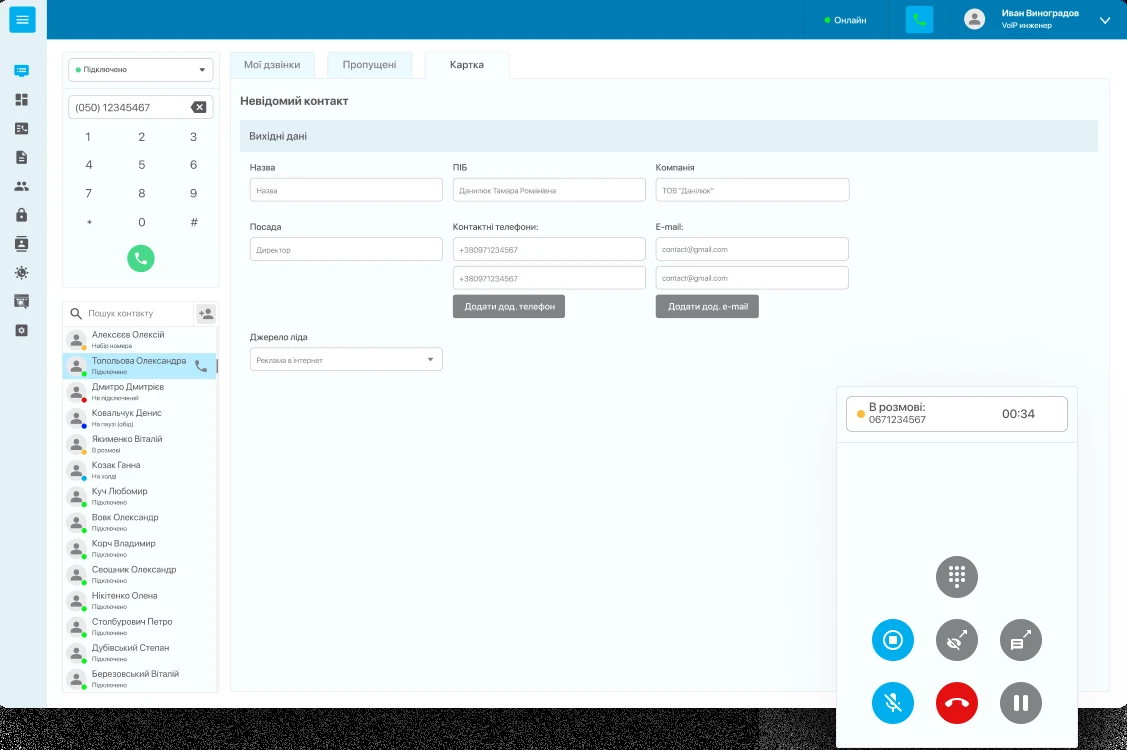 Онлайн
Иван Виноградов
VoIP инженер
Підключено
(050) 12345467
1 2 3
4 5 6
7 8 9
* 0 #
Пошук контакту
Алексєєв Олексій
Набір номера
Топольова Олександра
Підключено
Дмитро Дмитрієв
Не підключений
Ковальчук Денис
На паузі (обід)
Якименко Віталій
В розмові
Козак Ганна
На холді
Куч Любомир
Підключено
Вовк Олександр
Підключено
Корч Владимир
Підключено
Сеошник Олександр
Підключено
Нікітенко Олена
Підключено
Столбурович Петро
Підключено
Дубівський Степан
Підключено
Березовський Віталій
Підключено
Мої дзвінки
Пропущені
Картка
Невідомий контакт
Вихідні дані
Назва
Назва
ПІБ
Данилюк Тамара Романівна
Компанія
ТОВ "Данілюк"
Посада
Директор
Контактні телефони:
+380971234567
+380971234567
Додати дод. телефон
E-mail:
contact@gmail.com
contact@gmail.com
Додати дод. e-mail
Джерело ліда
Реклама в інтернет
В розмові:
0671234567
00:34